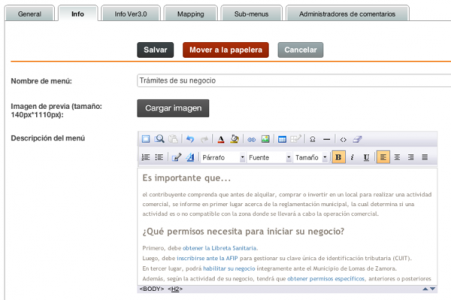 General Info Info Ver3.0 Mapping Sub-menus Administradores de comentarios
Salvar Mover a la papelera Cancelar
Nombre de menú: Trámites de su negocio
Imagen de previa (tamaño:
140px*1110px): Cargar imagen
Descripción del menú
Párrafo Fuente Tamaño B i U
Es importante que...
el contribuyente comprenda que antes de alquilar, comprar o invertir en un local para realizar una actividad
comercial, se informe en primer lugar acerca de la reglamentación municipal, la cual determina si una
actividad es o no compatible con la zona donde se llevará a cabo la operación comercial.
¿Qué permisos necesita para iniciar su negocio?
Primero, debe obtener la Libreta Sanitaria.
Luego, debe inscribirse ante la AFIP para gestionar su clave única de identificación tributaria (CUIT).
En tercer lugar, podrá habilitar su negocio íntegramente ante el Municipio de Lomas de Zamora.
Además, según la actividad de su negocio, tendrá que obtener permisos específicos, anteriores o posteriores
<BODY> <H2>